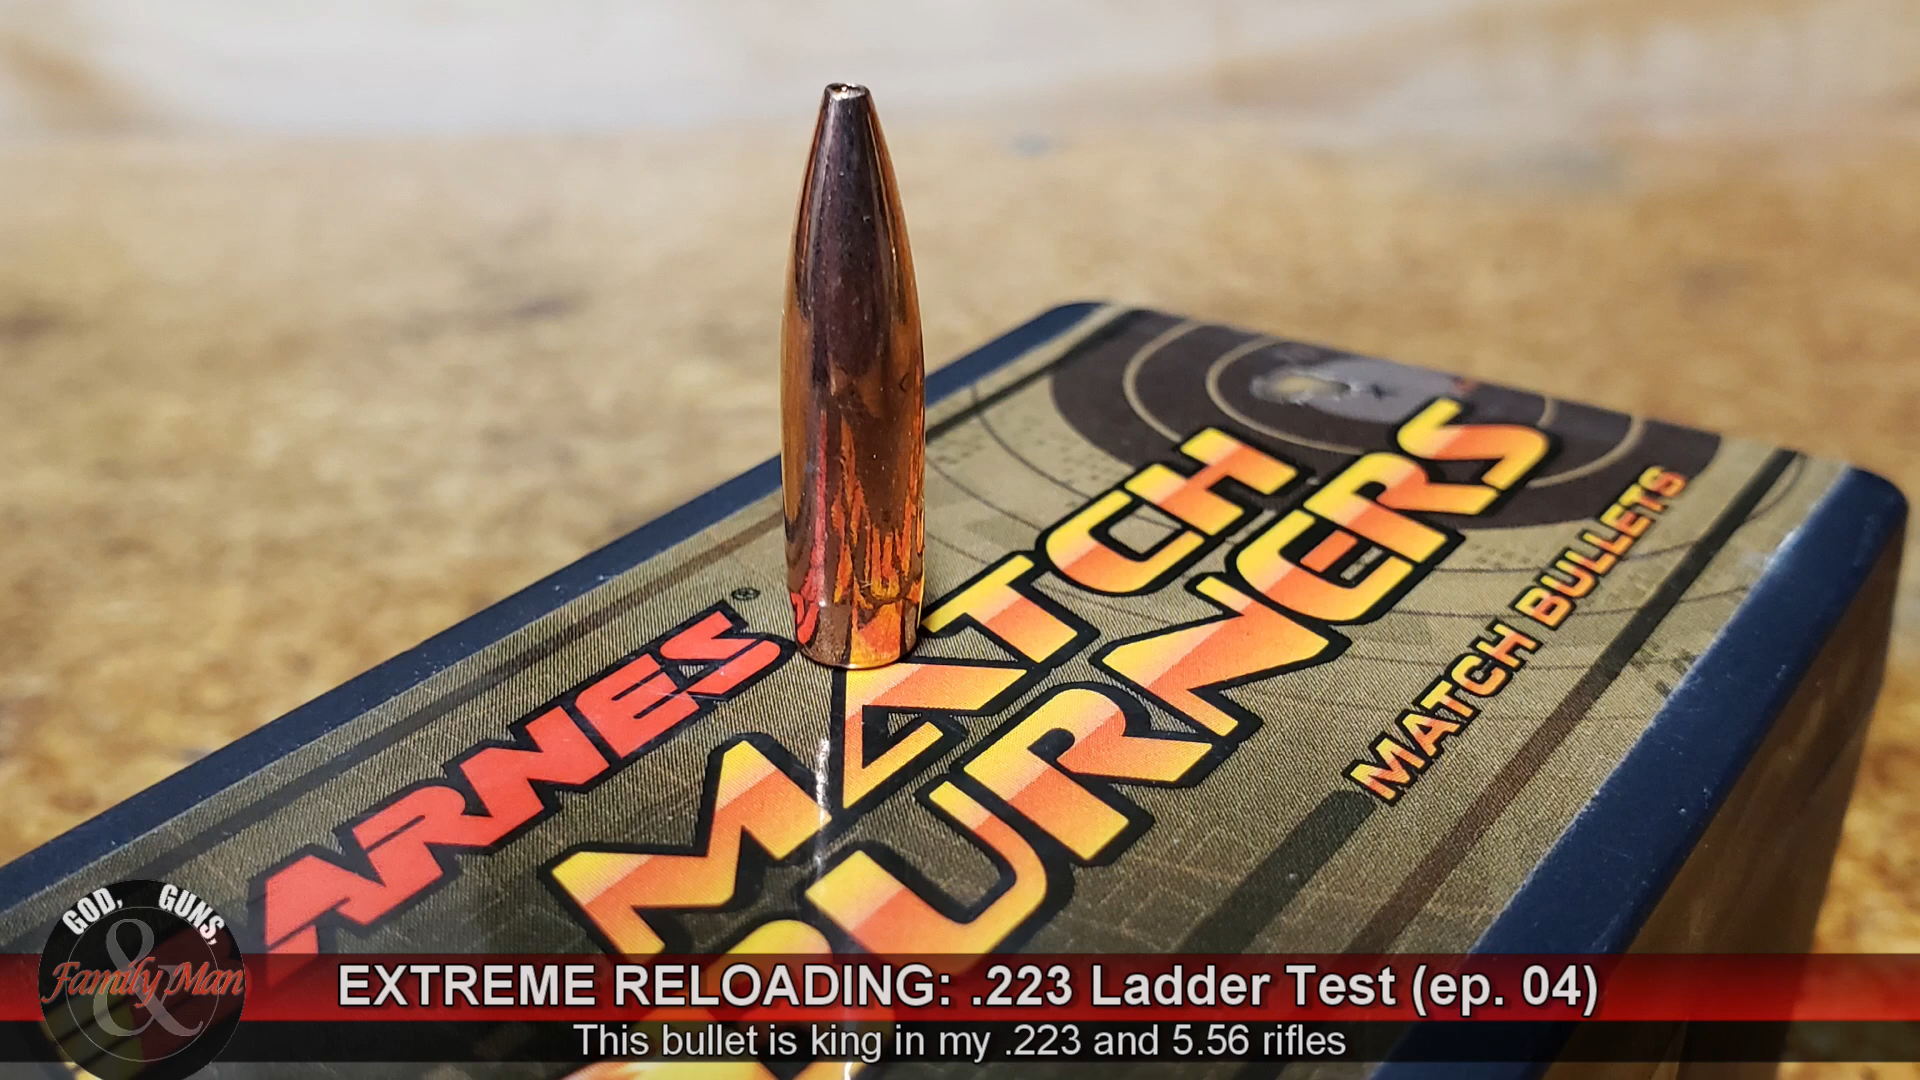 ARNES®
MATCH
BURNERS
MATCH BULLETS
GOD, GUNS,
&
Family Man
EXTREME RELOADING: .223 Ladder Test (ep. 04)
This bullet is king in my .223 and 5.56 rifles